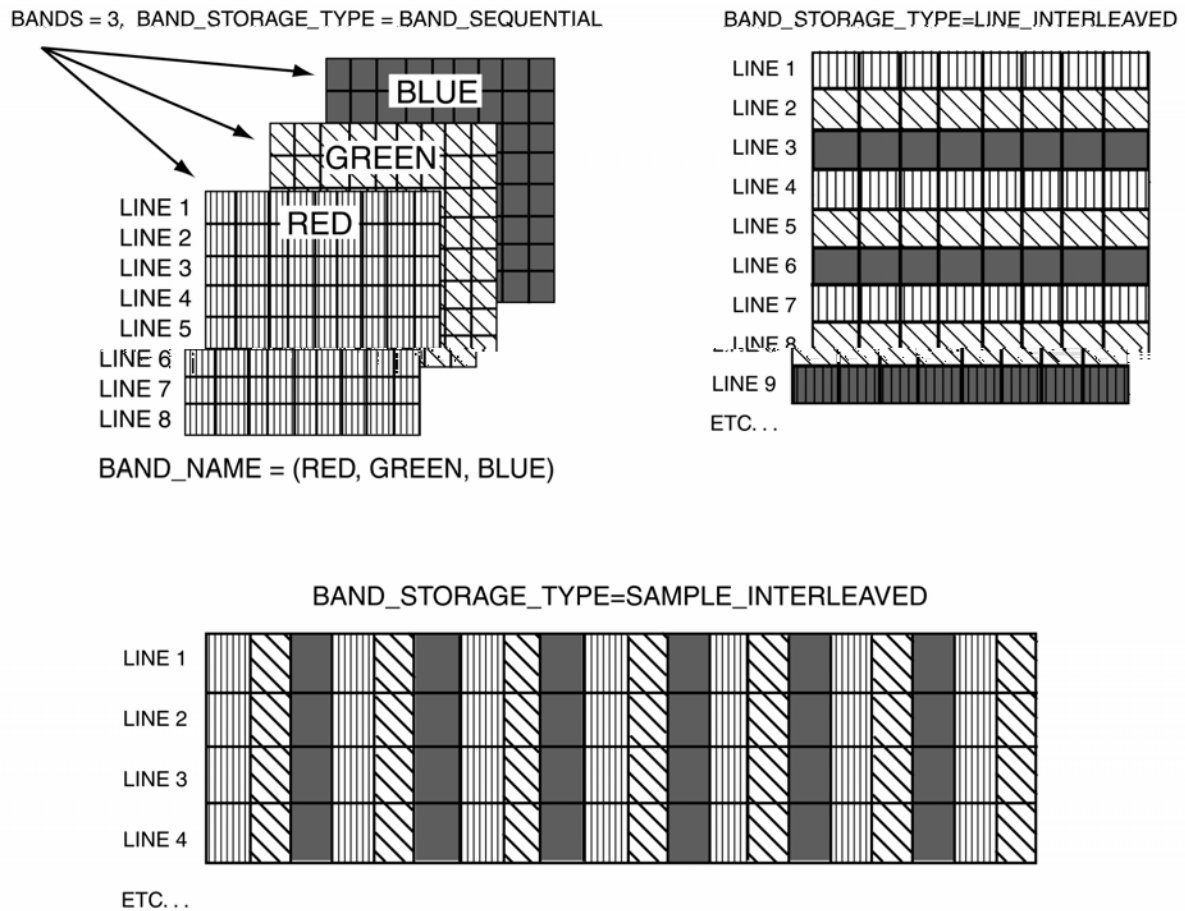 BANDS = 3, BAND_STORAGE_TYPE = BAND_SEQUENTIAL
BLUE
GREEN
RED
LINE 1
LINE 2
LINE 3
LINE 4
LINE 5
LINE 6
LINE 7
LINE 8
BAND_NAME = (RED, GREEN, BLUE)
BAND_STORAGE_TYPE=LINE_INTERLEAVED
LINE 1
LINE 2
LINE 3
LINE 4
LINE 5
LINE 6
LINE 7
LINE 8
LINE 9
ETC. . .
BAND_STORAGE_TYPE=SAMPLE_INTERLEAVED
LINE 1
LINE 2
LINE 3
LINE 4
ETC. . .